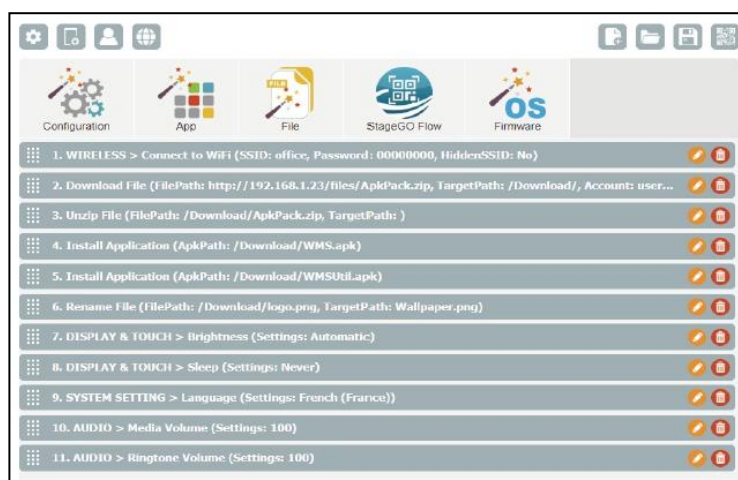 FILE
OS
Configuration App File StageGO Flow Firmware
1. WIRELESS > Connect to WiFi (SSID: office, Password: 00000000, HiddenSSID: No)
2. Download File (FilePath: http://192.168.1.23/files/ApkPack.zip, TargetPath: /Download/, Account: user...
3. Unzip File (FilePath: /Download/ApkPack.zip, TargetPath: )
4. Install Application (ApkPath: /Download/WMS.apk)
5. Install Application (ApkPath: /Download/WMSUtil.apk)
6. Rename File (FilePath: /Download/logo.png, TargetPath: Wallpaper.png)
7. DISPLAY & TOUCH > Brightness (Settings: Automatic)
8. DISPLAY & TOUCH > Sleep (Settings: Never)
9. SYSTEM SETTING > Language (Settings: French (France))
10. AUDIO > Media Volume (Settings: 100)
11. AUDIO > Ringtone Volume (Settings: 100)